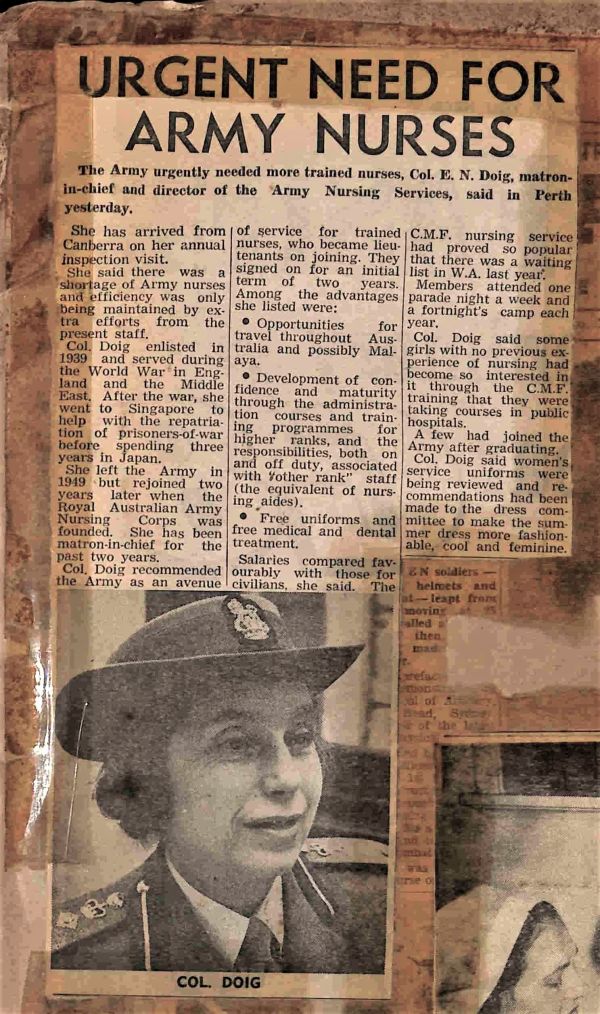 URGENT NEED FOR
ARMY NURSES
The Army urgently needed more trained nurses, Col. E. N. Doig, matron-
in-chief and director of the Army Nursing Services, said in Perth
yesterday.
She has arrived from
Canberra on her annual
inspection visit.
She said there was a
shortage of Army nurses
and efficiency was only
being maintained by ex-
tra efforts from the
present staff.
Col. Doig enlisted in
1939 and served during
the World War in Eng-
land and the Middle
East. After the war, she
went to Singapore to
help with the repatria-
tion of prisoners-of-war
before spending three
years in Japan.
She left the Army in
1949 but rejoined two
years later when the
Royal Australian Army
Nursing Corps was
founded. She has been
matron-in-chief for the
past two years.
Col. Doig recommended
the Army as an avenue
of service for trained
nurses, who became lieu-
tenants on joining. They
signed on for an initial
term of two years.
Among the advantages
she listed were:
• Opportunities for
travel throughout Aus-
tralia and possibly Mal-
aya.
• Development of con-
fidence and maturity
through the administra-
tion courses and train-
ing programmes for
higher ranks, and the
responsibilities, both on
and off duty, associated
with "other rank" staff
(the equivalent of nurs-
ing aides).
• Free uniforms and
free medical and dental
treatment.
Salaries compared fav-
ourably with those for
civilians, she said. The
C.M.F. nursing service
had proved so popular
that there was a waiting
list in W.A. last year.
Members attended one
parade night a week and
a fortnight's camp each
year.
Col. Doig said some
girls with no previous ex-
perience of nursing had
become so interested in
it through the C.M.F.
training that they were
taking courses in public
hospitals.
A few had joined the
Army after graduating.
Col. Doig said women's
service uniforms were
being reviewed and re-
commendations had been
made to the dress com-
mittee to make the sum-
mer dress more fashion-
able, cool and feminine.
EN soldiers —
helmets and
at — leapt from
moving
then
made
COL. DOIG